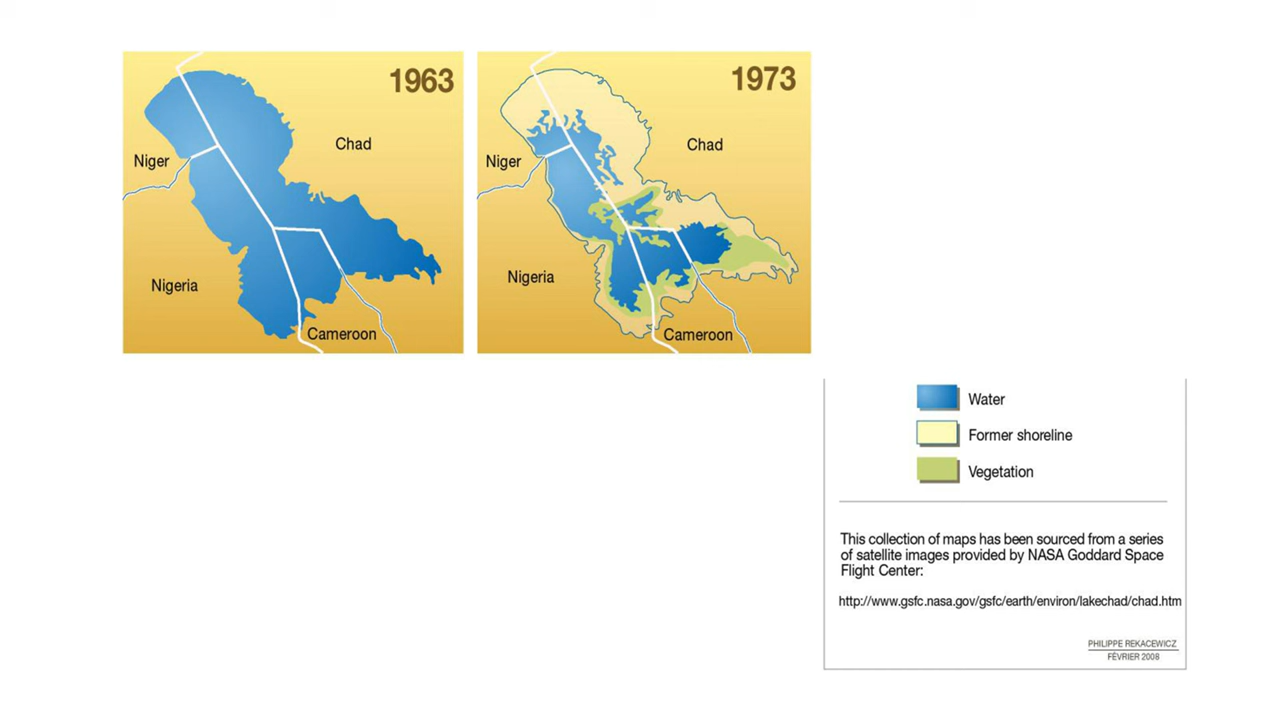 1963
Chad
Niger
Nigeria
Cameroon
1973
Chad
Niger
Nigeria
Cameroon
Water
Former shoreline
Vegetation
This collection of maps has been sourced from a series
of satellite images provided by NASA Goddard Space
Flight Center:
http://www.gsfc.nasa.gov/gsfc/earth/environ/lakechad/chad.htm
PHILIPPE REKACEWICZ
FÉVRIER 2008